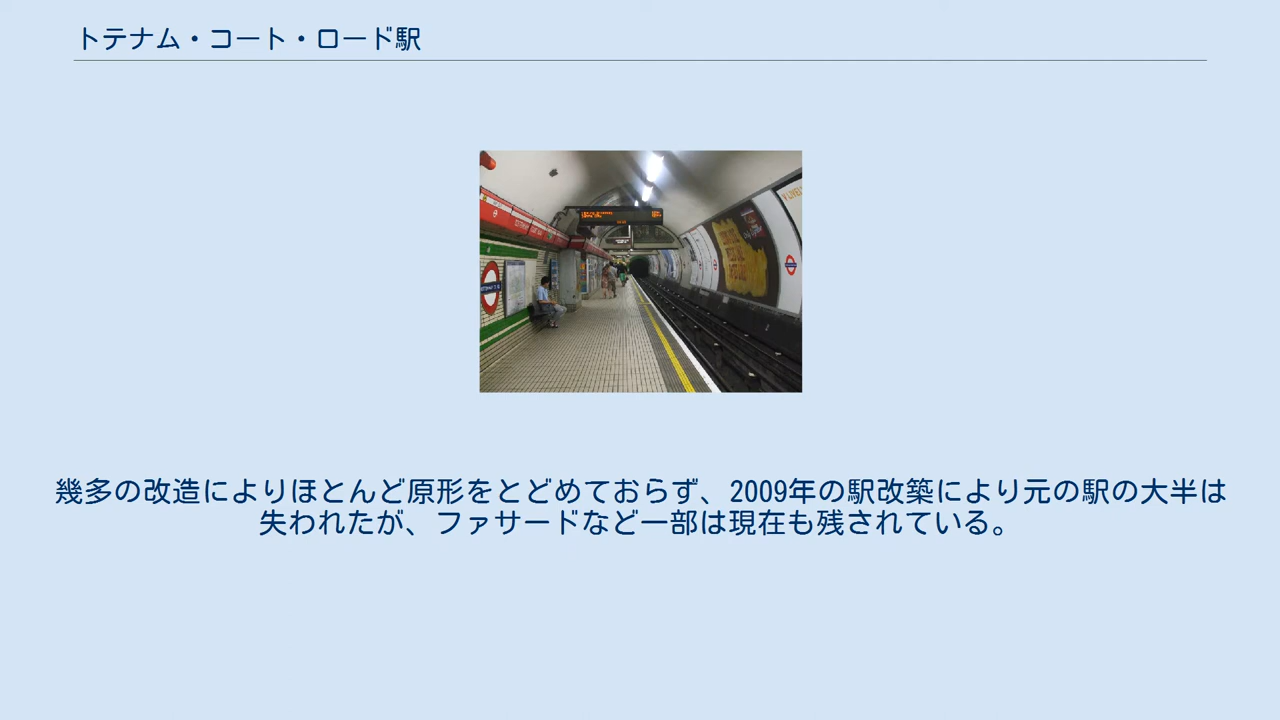 トテナム・コート・ロード駅
幾多の改造によりほとんど原形をとどめておらず、2009年の駅改築により元の駅の大半は
失われたが、ファサードなど一部は現在も残されている。